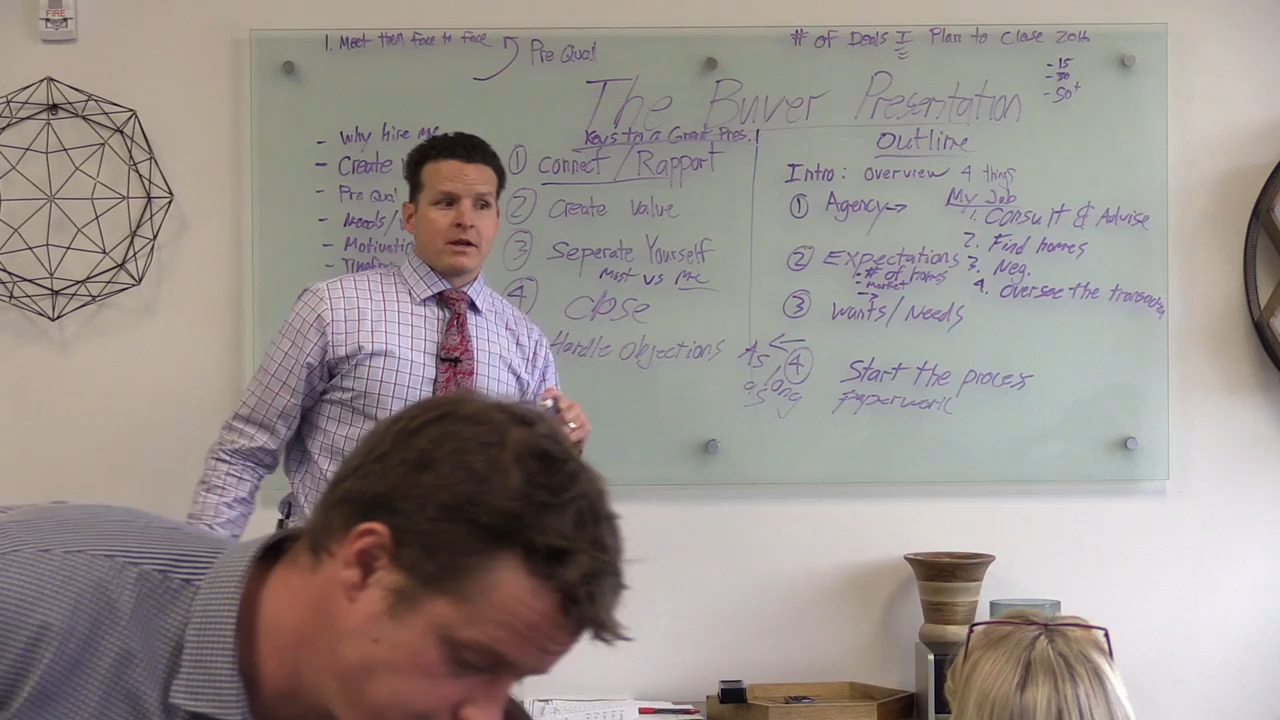 FIRE
1. Meet them face to face
Pre Qual
# of Deals I Plan to Close 2016
- 15
- 30
- 50+
The Buyer Presentation
- Why hire me
- Create
- Pre Qual
- Needs/
- Motivation
Keys to a Great Pres.!
① Connect / Rapport
② Create Value
③ Seperate Yourself
Most vs Me
④ Close
Handle Objections
Outline
Intro: overview 4 things
① Agency →
My Job
1. Consult & Advise
2. Find homes
3. Neg.
4. oversee the transaction
② Expectations
- # of homes
- market
- ?
③ Wants/Needs
As ← ④ Start the process
as long paperwork